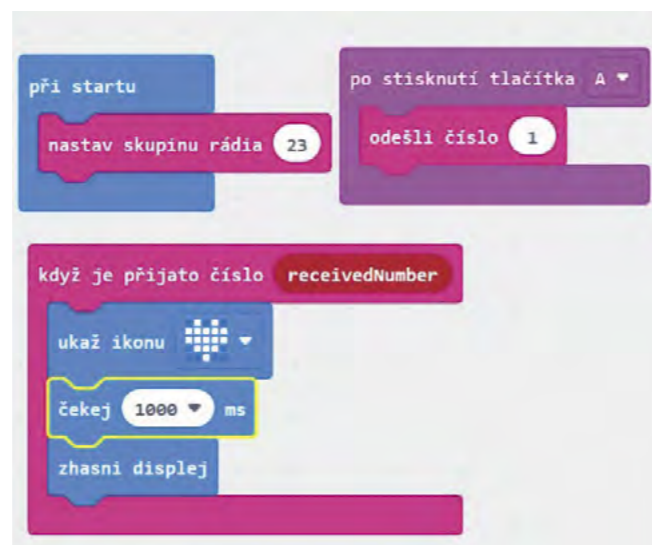 při startu
nastav skupinu rádia 23
po stisknutí tlačítka A
odešli číslo 1
když je přijato číslo receivedNumber
ukaž ikonu
čekej 1000 ms
zhasni displej